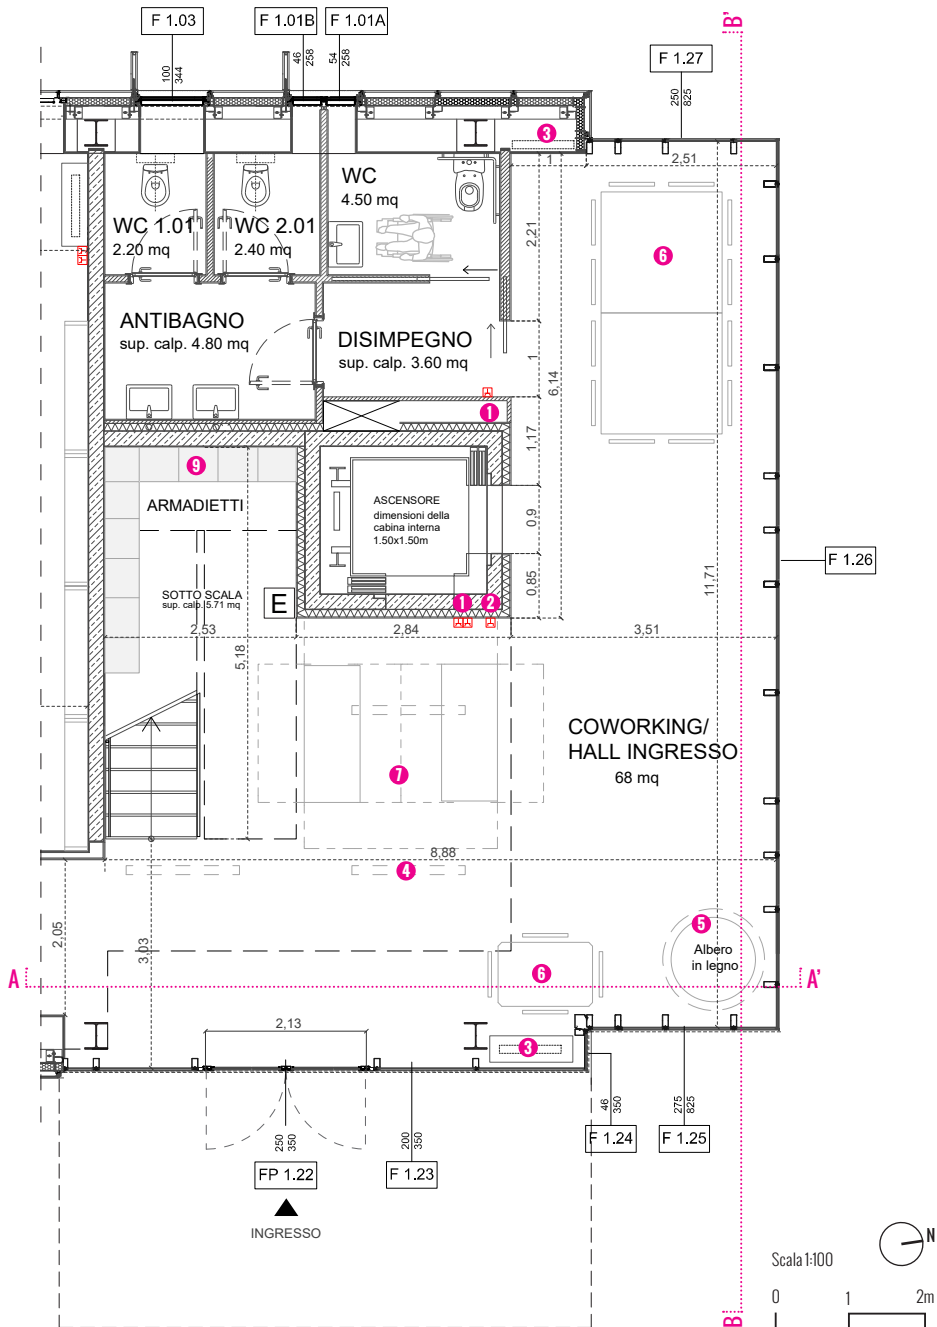 F 1.03
F 1.01B
F 1.01A
B'
F 1.27
100
344
46
258
54
258
250
825
3
1
2,51
WC
4.50 mq
WC 1.01
2.20 mq
WC 2.01
2.40 mq
2,21
6
ANTIBAGNO
sup. calp. 4.80 mq
DISIMPEGNO
sup. calp. 3.60 mq
1
6,14
1
1,17
9
ARMADIETTI
ASCENSORE
dimensioni della
cabina interna
1.50x1.50m
0,9
F 1.26
11,71
0,85
SOTTO SCALA
sup. calp. 5.71 mq
E
1
2
2,53
2,84
3,51
5,18
COWORKING/
HALL INGRESSO
68 mq
7
8,88
4
2,05
3,03
5
Albero
in legno
A
6
A'
2,13
3
250
350
200
350
46
350
275
825
FP 1.22
F 1.23
F 1.24
F 1.25
INGRESSO
N
Scala 1:100
0
1
2m
B